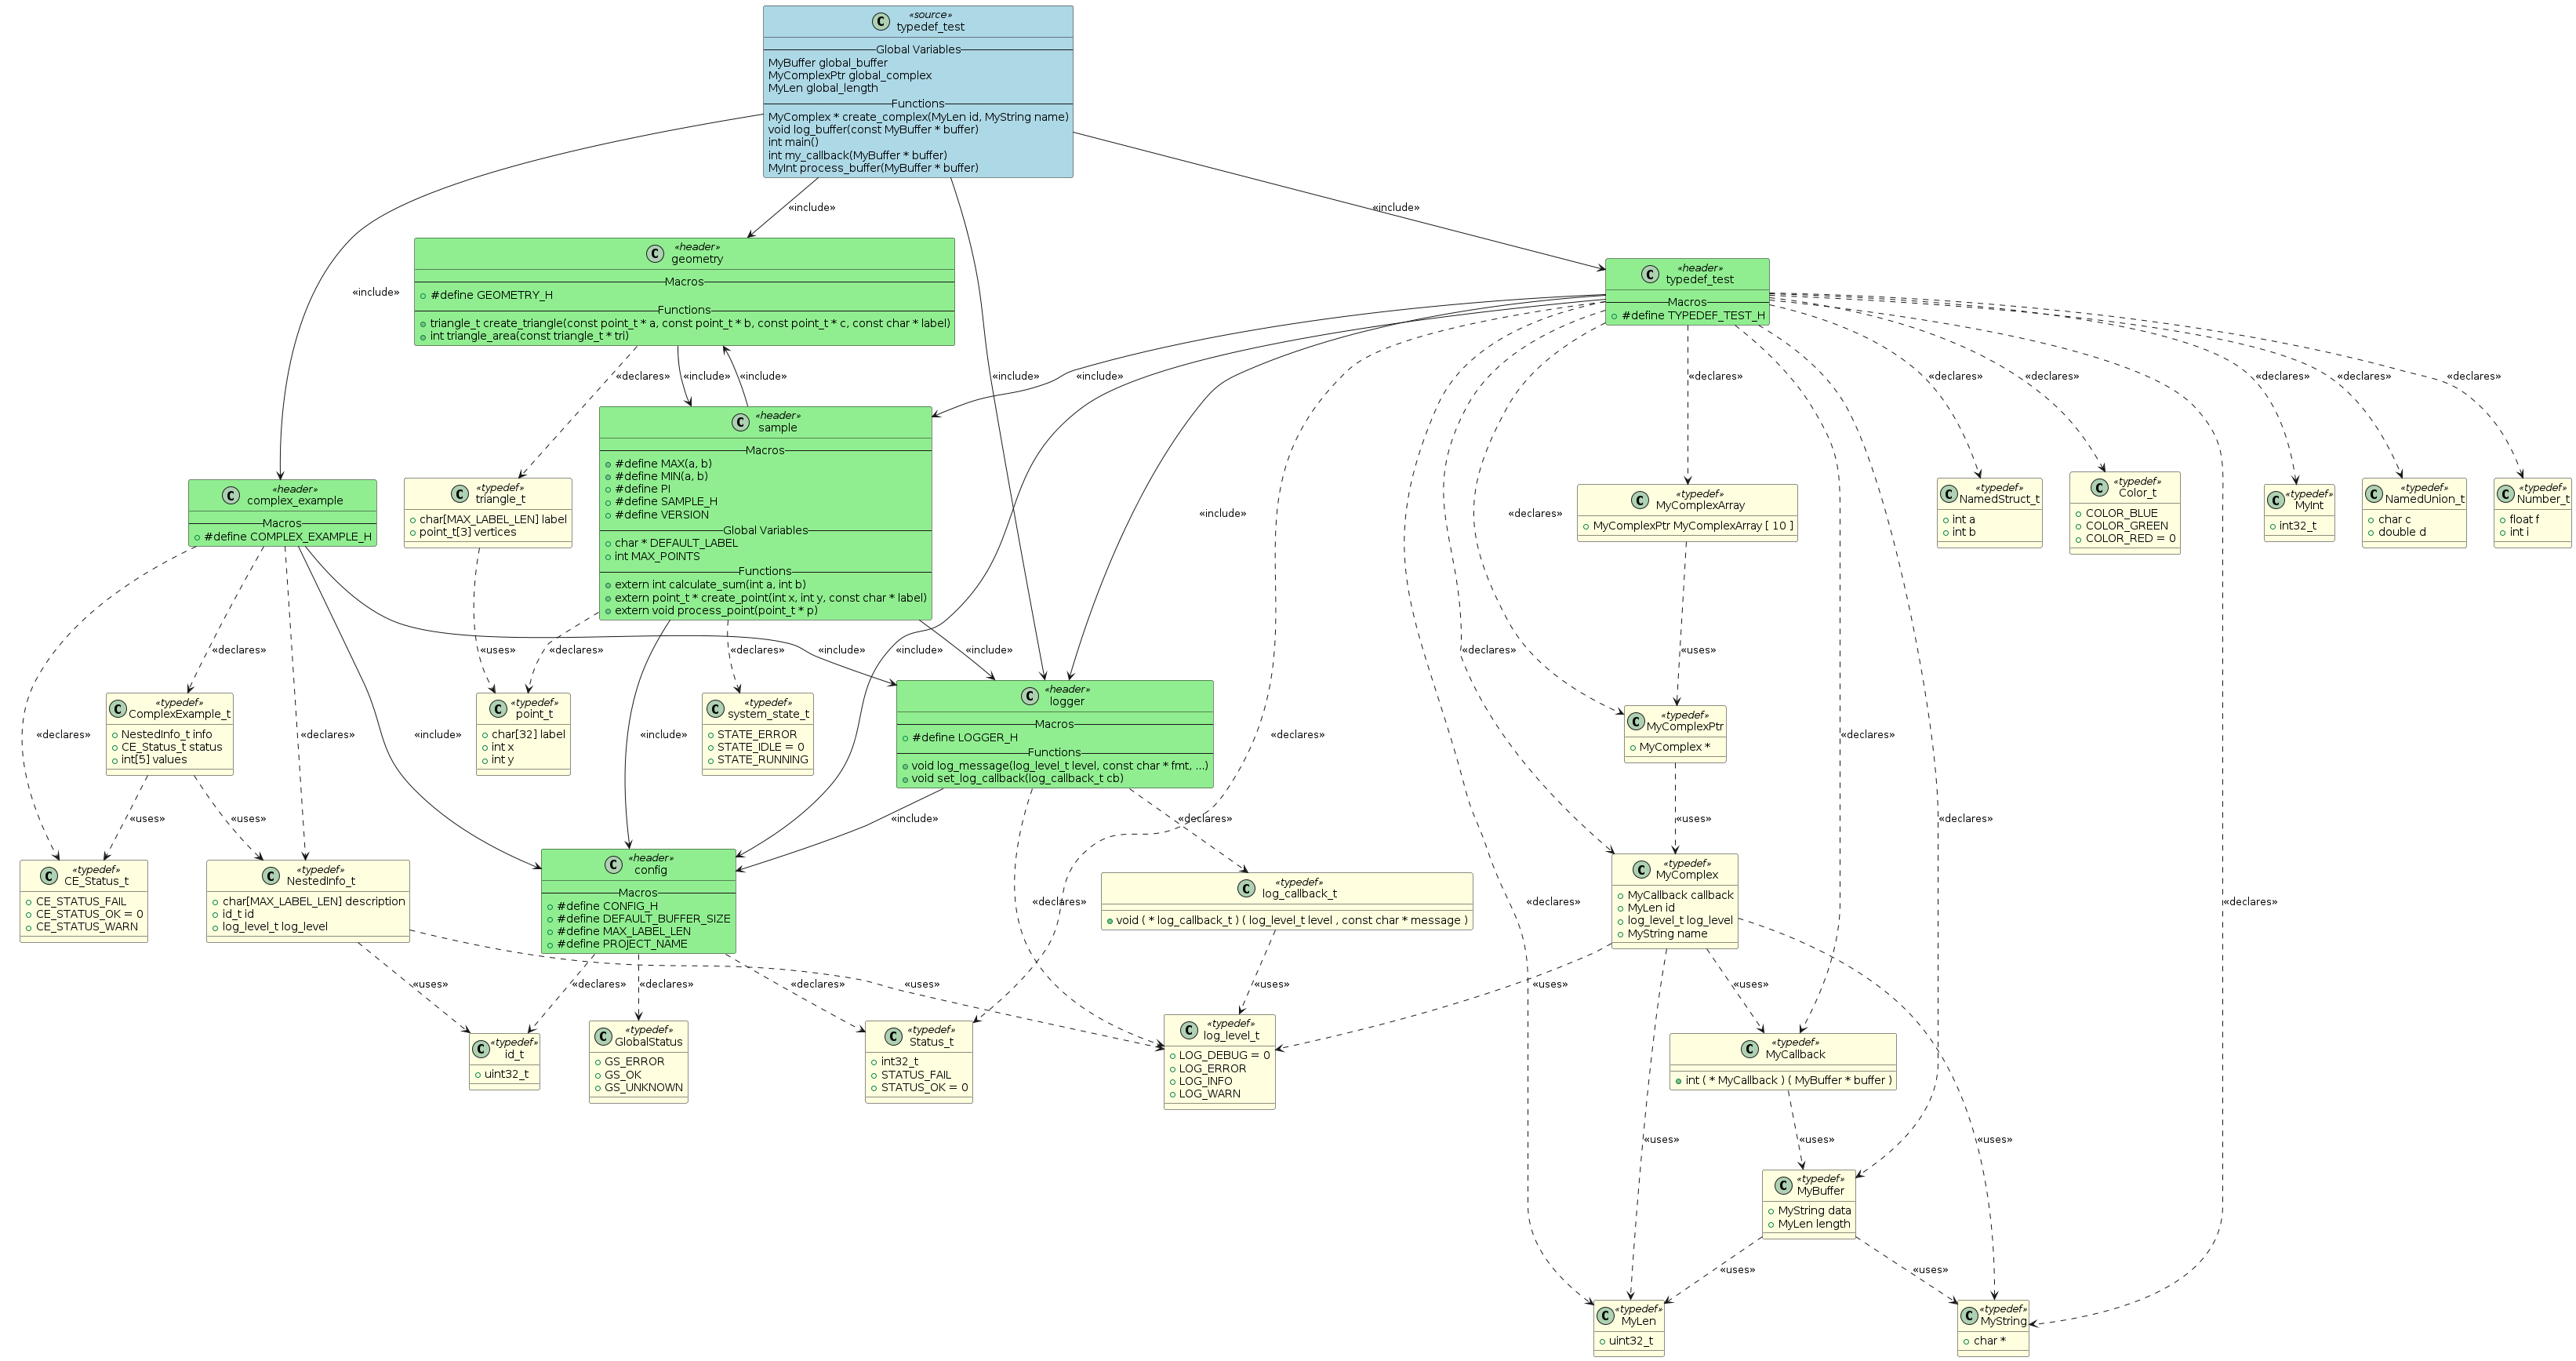 «source»
C typedef_test
Global Variables
MyBuffer global_buffer
MyComplexPtr global_complex
MyLen global_length
Functions
MyComplex * create_complex(MyLen id, MyString name)
void log_buffer(const MyBuffer * buffer)
int main()
int my_callback(MyBuffer * buffer)
MyInt process_buffer(MyBuffer * buffer)
«include»
«include»
«include»
«include»
«header»
C geometry
Macros
#define GEOMETRY_H
Functions
triangle_t create_triangle(const point_t * a, const point_t * b, const point_t * c, const char * label)
int triangle_area(const triangle_t * tri)
«header»
C typedef_test
Macros
#define TYPEDEF_TEST_H
«declares»
«include»
«include»
«include»
«declares»
«declares»
«declares»
«declares»
«declares»
«declares»
«header»
C sample
Macros
#define MAX(a, b)
#define MIN(a, b)
#define PI
#define SAMPLE_H
#define VERSION
Global Variables
char * DEFAULT_LABEL
int MAX_POINTS
Functions
extern int calculate_sum(int a, int b)
extern point_t * create_point(int x, int y, const char * label)
extern void process_point(point_t * p)
«header»
C complex_example
Macros
#define COMPLEX_EXAMPLE_H
«typedef»
C triangle_t
char[MAX_LABEL_LEN] label
point_t[3] vertices
«include»
«declares»
«typedef»
C MyComplexArray
MyComplexPtr MyComplexArray [ 10 ]
«typedef»
C NamedStruct_t
int a
int b
«typedef»
C Color_t
COLOR_BLUE
COLOR_GREEN
COLOR_RED = 0
«typedef»
C MyInt
int32_t
«typedef»
C NamedUnion_t
char c
double d
«typedef»
C Number_t
float f
int i
«declares»
«uses»
«declares»
«declares»
«include»
«include»
«include»
«declares»
«uses»
«typedef»
C ComplexExample_t
NestedInfo_t info
CE_Status_t status
int[5] values
«declares»
«declares»
«include»
«typedef»
C point_t
char[32] label
int x
int y
«include»
«typedef»
C system_state_t
STATE_ERROR
STATE_IDLE = 0
STATE_RUNNING
«header»
C logger
Macros
#define LOGGER_H
Functions
void log_message(log_level_t level, const char * fmt, ...)
void set_log_callback(log_callback_t cb)
«declares»
«typedef»
C MyComplexPtr
MyComplex *
«declares»
«uses»
«uses»
«include»
«declares»
«uses»
«declares»
«typedef»
C CE_Status_t
CE_STATUS_FAIL
CE_STATUS_OK = 0
CE_STATUS_WARN
«typedef»
C NestedInfo_t
char[MAX_LABEL_LEN] description
id_t id
log_level_t log_level
«header»
C config
Macros
#define CONFIG_H
#define DEFAULT_BUFFER_SIZE
#define MAX_LABEL_LEN
#define PROJECT_NAME
«declares»
«typedef»
C log_callback_t
void ( * log_callback_t ) ( log_level_t level , const char * message )
«declares»
«typedef»
C MyComplex
MyCallback callback
MyLen id
log_level_t log_level
MyString name
«declares»
«uses»
«declares»
«declares»
«declares»
«uses»
«uses»
«uses»
«uses»
«typedef»
C id_t
uint32_t
«typedef»
C GlobalStatus
GS_ERROR
GS_OK
GS_UNKNOWN
«typedef»
C Status_t
int32_t
STATUS_FAIL
STATUS_OK = 0
«typedef»
C log_level_t
LOG_DEBUG = 0
LOG_ERROR
LOG_INFO
LOG_WARN
«typedef»
C MyCallback
int ( * MyCallback ) ( MyBuffer * buffer )
«uses»
«uses»
«uses»
«typedef»
C MyBuffer
MyString data
MyLen length
«uses»
«uses»
«typedef»
C MyLen
uint32_t
«typedef»
C MyString
char *